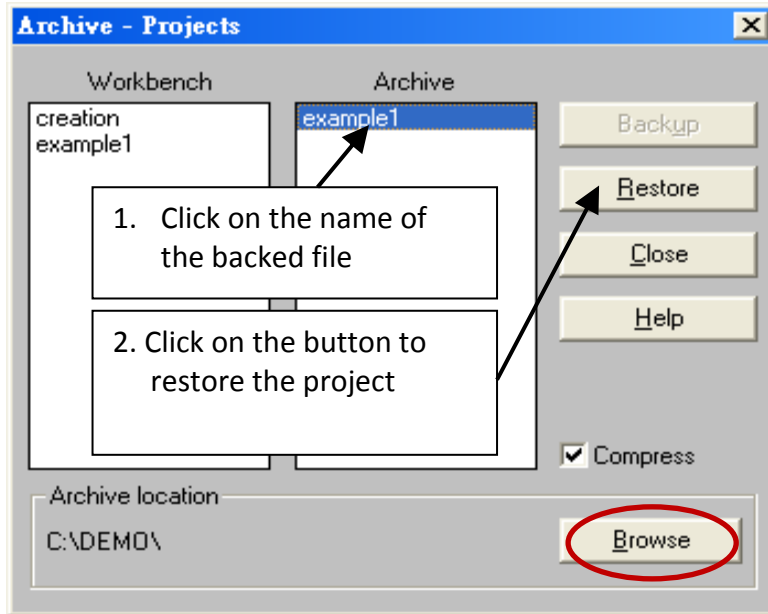 Archive - Projects
Workbench
Archive
creation
example1
example1
1. Click on the name of
the backed file
2. Click on the button to
restore the project
Backup
Restore
Close
Help
Compress
Archive location
C:\DEMO\
Browse